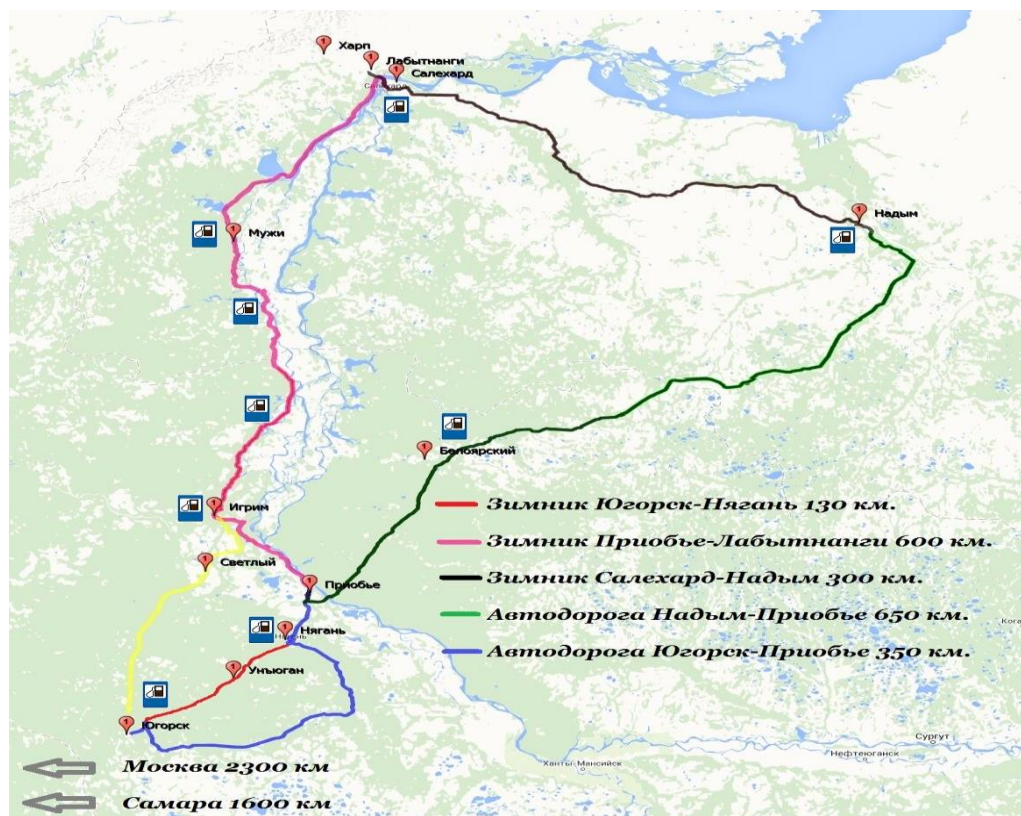 Харп
Лабытнанги
Салехард
Надым
Мужи
Белоярский
Игрим
Зимник Югорск-Нягань 130 км.
Зимник Приобье-Лабытнанги 600 км.
Светлый
Зимник Салехард-Надым 300 км.
Приобье
Автодорога Надым-Приобье 650 км.
Нягань
Автодорога Югорск-Приобье 350 км.
Унъюган
Югорск
Сургут
Нефтеюганск
Ханты-Мансийск
Москва 2300 км
Самара 1600 км